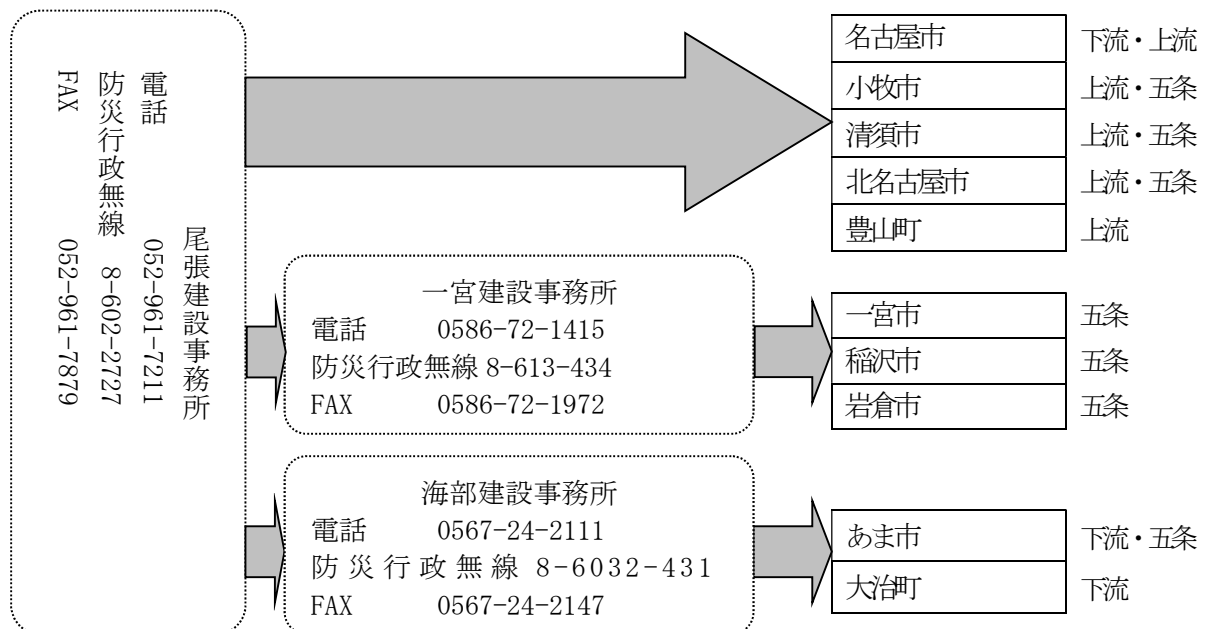 尾張建設事務所
電話 052-961-7211
防災行政無線 8-602-2727
FAX 052-961-7879
名古屋市 下流・上流
小牧市 上流・五条
清須市 上流・五条
北名古屋市 上流・五条
豊山町 上流
一宮建設事務所
電話 0586-72-1415
防災行政無線 8-613-434
FAX 0586-72-1972
一宮市 五条
稲沢市 五条
岩倉市 五条
海部建設事務所
電話 0567-24-2111
防災行政無線 8-6032-431
FAX 0567-24-2147
あま市 下流・五条
大治町 下流